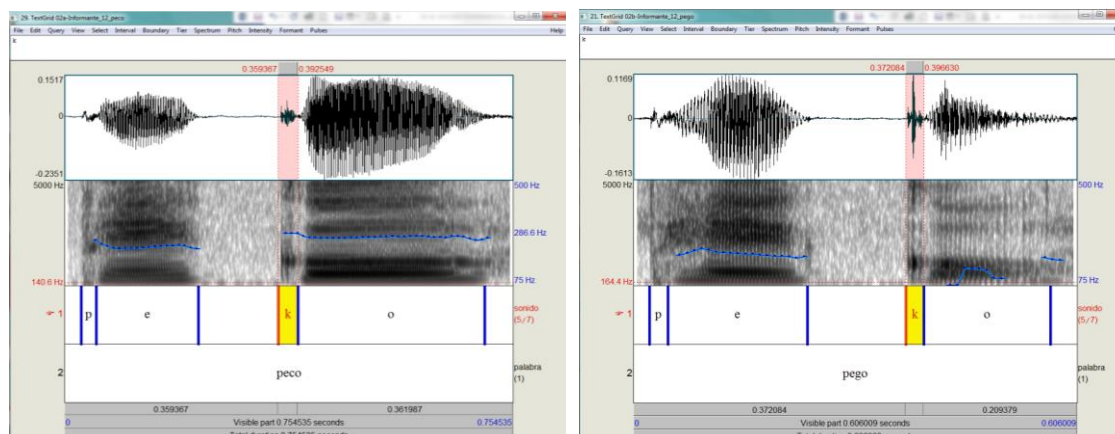 29. TextGrid 02a-Informante_12_peco
File Edit Query View Select Interval Boundary Tier Spectrum Pitch Intensity Formant Pulses Help
k
0.359367 0.392549
0.1517
0
-0.2351
5000 Hz 500 Hz
286.6 Hz
140.6 Hz 75 Hz
1 p e k o sonido (5/7)
2 peco palabra (1)
0.359367 0.361987
0 Visible part 0.754535 seconds 0.754535
Total duration 0.754535 seconds
21. TextGrid 02b-Informante_12_pego
File Edit Query View Select Interval Boundary Tier Spectrum Pitch Intensity Formant Pulses
k
0.372084 0.396630
0.1169
0
-0.1613
5000 Hz 500 Hz
164.4 Hz 75 Hz
1 p e k o sonido (5/7)
2 pego palabra (1)
0.372084 0.209379
0 Visible part 0.606009 seconds 0.606009